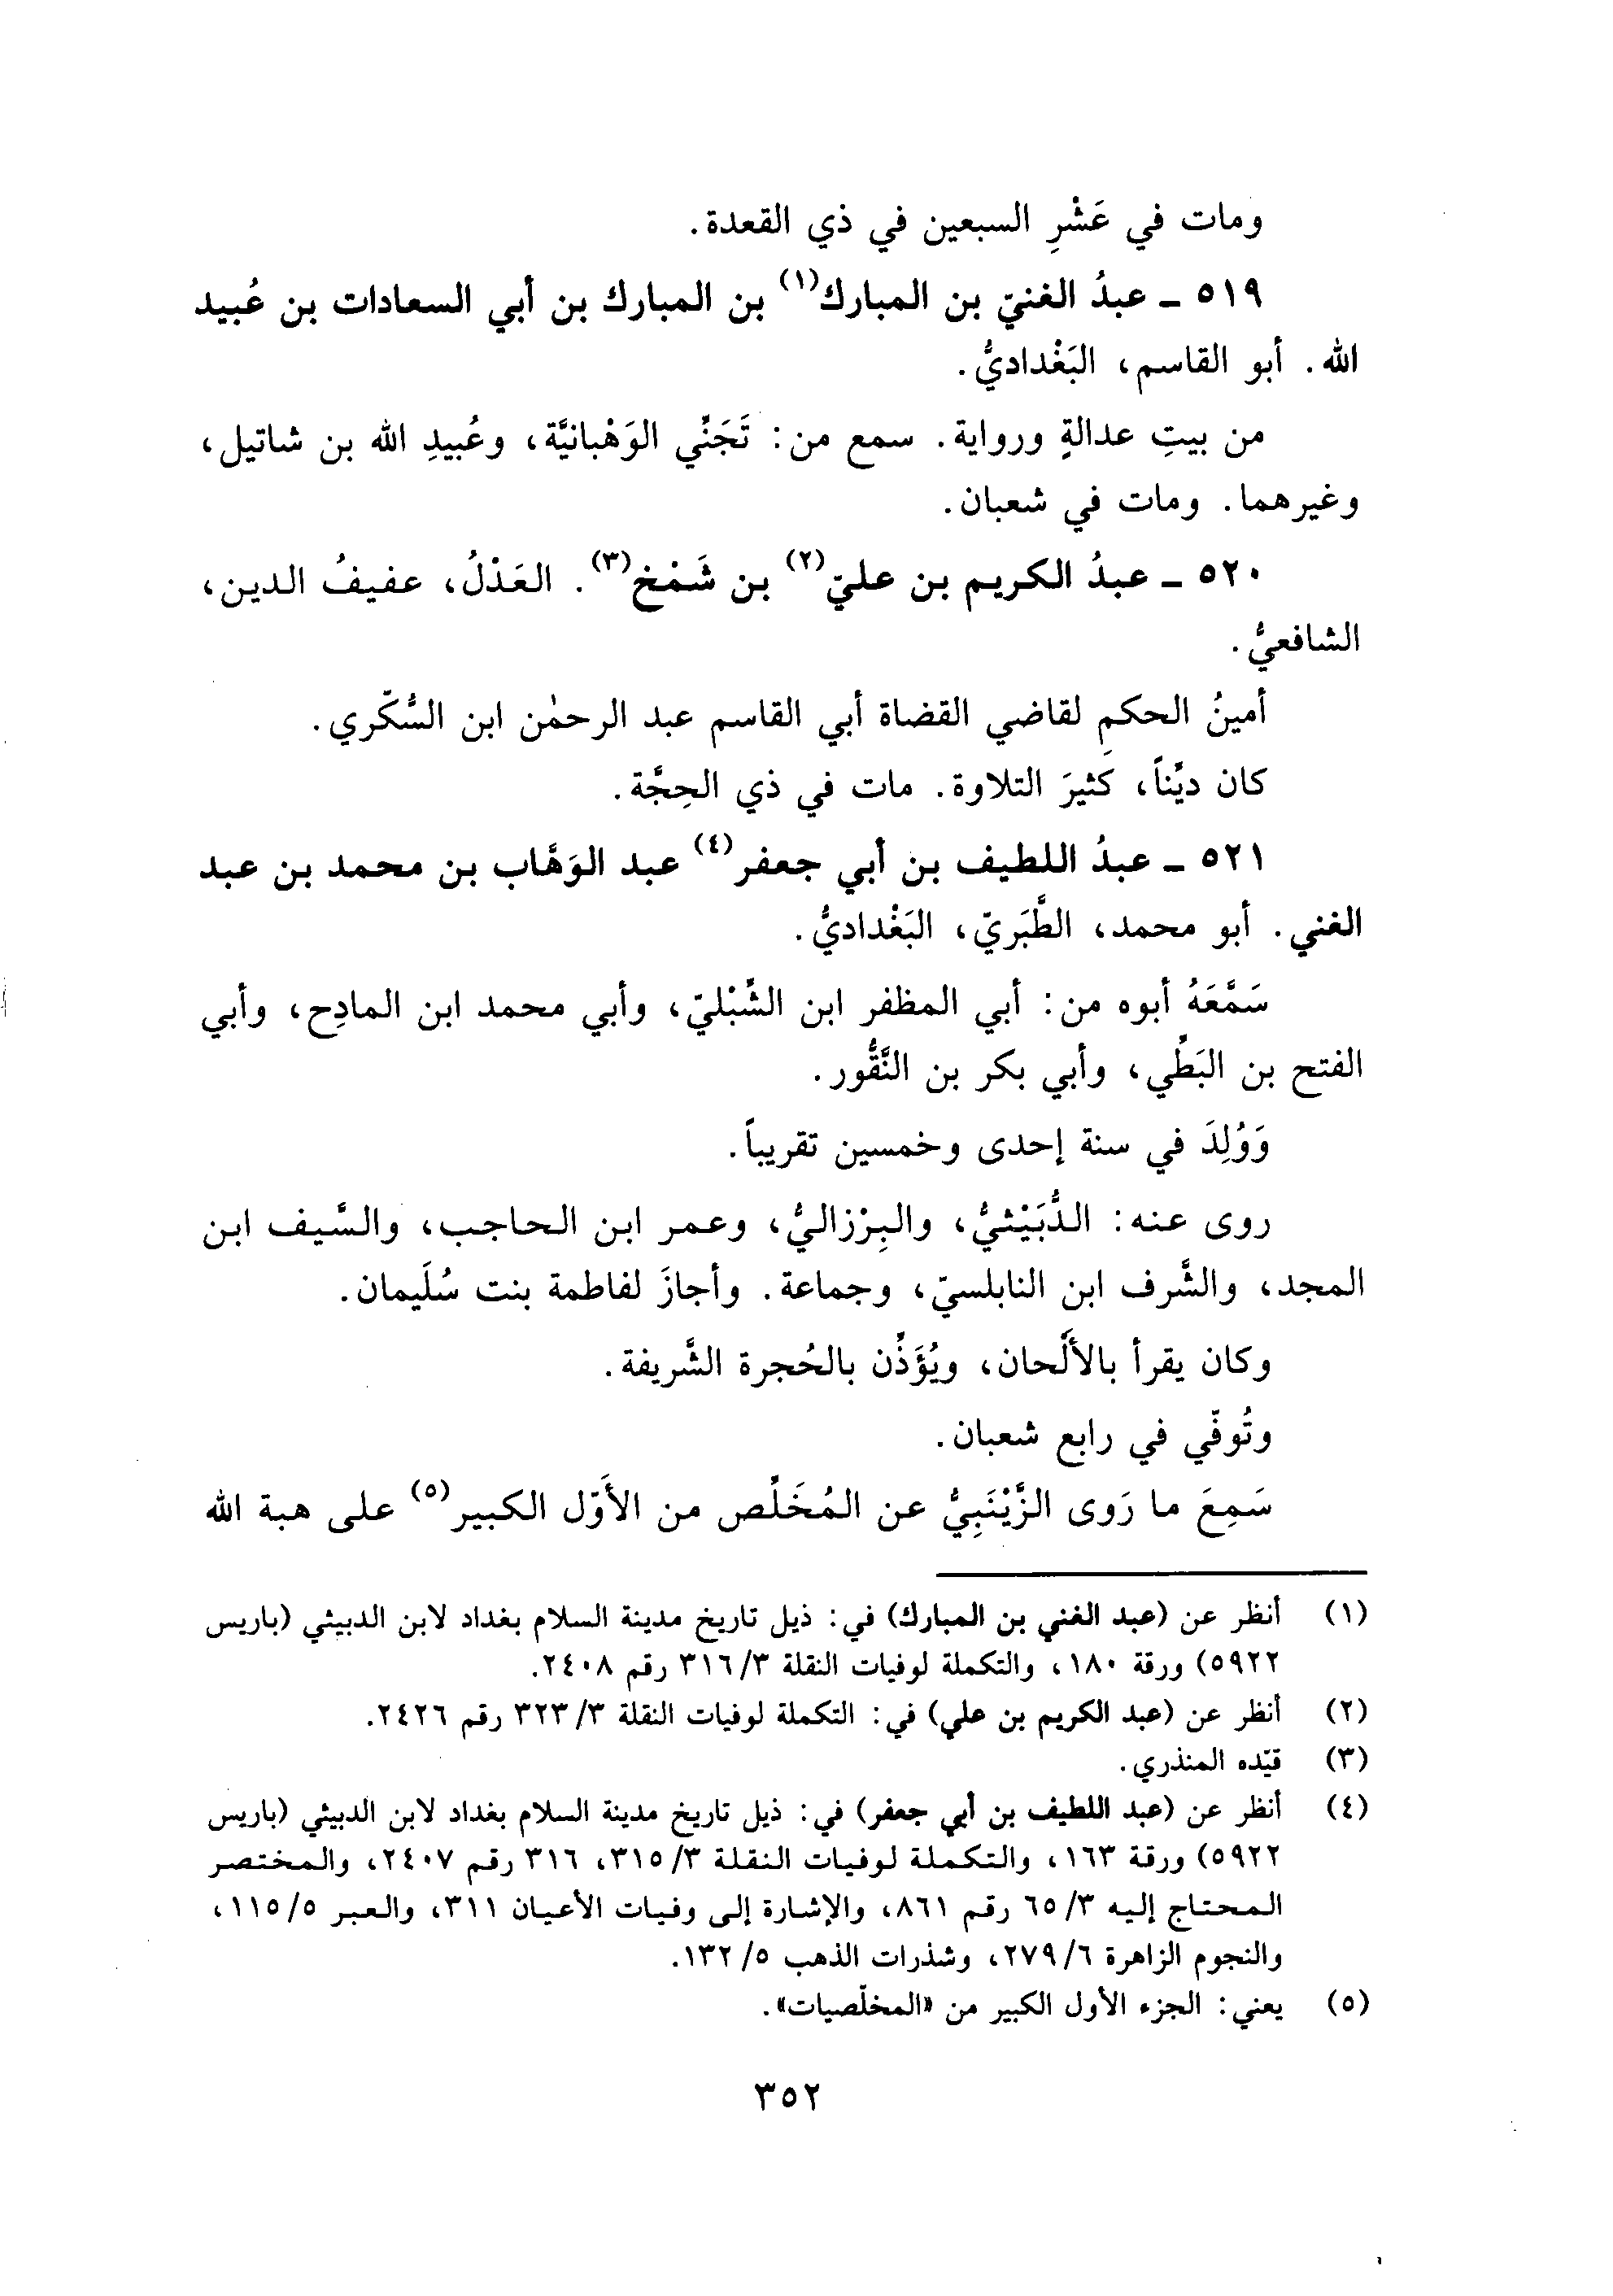 ومات في عَشْرِ السبعين في ذي القعدة.
٥١٩ ـ عبدُ الغنيّ بن المبارك(١) بن المبارك بن أبي السعادات بن عُبيد
الله. أبو القاسم، البَغْداديُّ.
من بيتِ عدالةٍ ورواية. سمع من: تَجَنِّي الوَهْبانيَّة، وعُبيدِ الله بن شاتيل،
وغيرهما. ومات في شعبان.
٥٢٠ ـ عبدُ الكريم بن عليّ(٢) بن شَمْخ(٣). العَدْلُ، عفيفُ الدين،
الشافعيُّ.
أمينُ الحكمِ لقاضي القضاة أبي القاسم عبد الرحمٰن ابن السُّكّري.
كان ديِّناً، كَثيرَ التلاوة. مات في ذي الحِجَّة.
٥٢١ ـ عبدُ اللطيف بن أبي جعفر(٤) عبد الوَهَّاب بن محمد بن عبد
الغني. أبو محمد، الطَّبَريّ، البَغْداديُّ.
سَمَّعَهُ أبوه من: أبي المظفر ابن الشِّبْليّ، وأبي محمد ابن المادِح، وأبي
الفتح بن البَطِّي، وأبي بكر بن النَّقُّور.
وَوُلِدَ في سنة إحدى وخمسين تقريباً.
روى عنه: الدُّبَيْثيُّ، والبِرْزاليُّ، وعمر ابن الحاجب، والسَّيف ابن
المجد، والشَّرف ابن النابلسيّ، وجماعة. وأجازَ لفاطمة بنت سُلَيمان.
وكان يقرأ بالأَلْحان، ويُؤَذِّن بالحُجرة الشَّريفة.
وتُوفّي في رابع شعبان.
سَمِعَ ما رَوى الزَّيْنَبِيُّ عن المُخَلِّص من الأَوّل الكبير(٥) على هبة الله
(١) أنظر عن (عبد الغني بن المبارك) في: ذيل تاريخ مدينة السلام بغداد لابن الدبيثي (باريس
٥٩٢٢) ورقة ١٨٠، والتكملة لوفيات النقلة ٣/٣١٦ رقم ٢٤٠٨.
(٢) أنظر عن (عبد الكريم بن علي) في: التكملة لوفيات النقلة ٣/٣٢٣ رقم ٢٤٢٦.
(٣) قيّده المنذري.
(٤) أنظر عن (عبد اللطيف بن أبي جعفر) في: ذيل تاريخ مدينة السلام بغداد لابن الدبيثي (باريس
٥٩٢٢) ورقة ١٦٣، والتكملة لوفيات النقلة ٣/٣١٥، ٣١٦ رقم ٢٤٠٧، والمختصر
المحتاج إليه ٣/٦٥ رقم ٨٦١، والإشارة إلى وفيات الأعيان ٣١١، والعبر ٥/١١٥،
والنجوم الزاهرة ٦/٢٧٩، وشذرات الذهب ٥/١٣٢.
(٥) يعني: الجزء الأول الكبير من «المخلّصيات».
٣٥٢